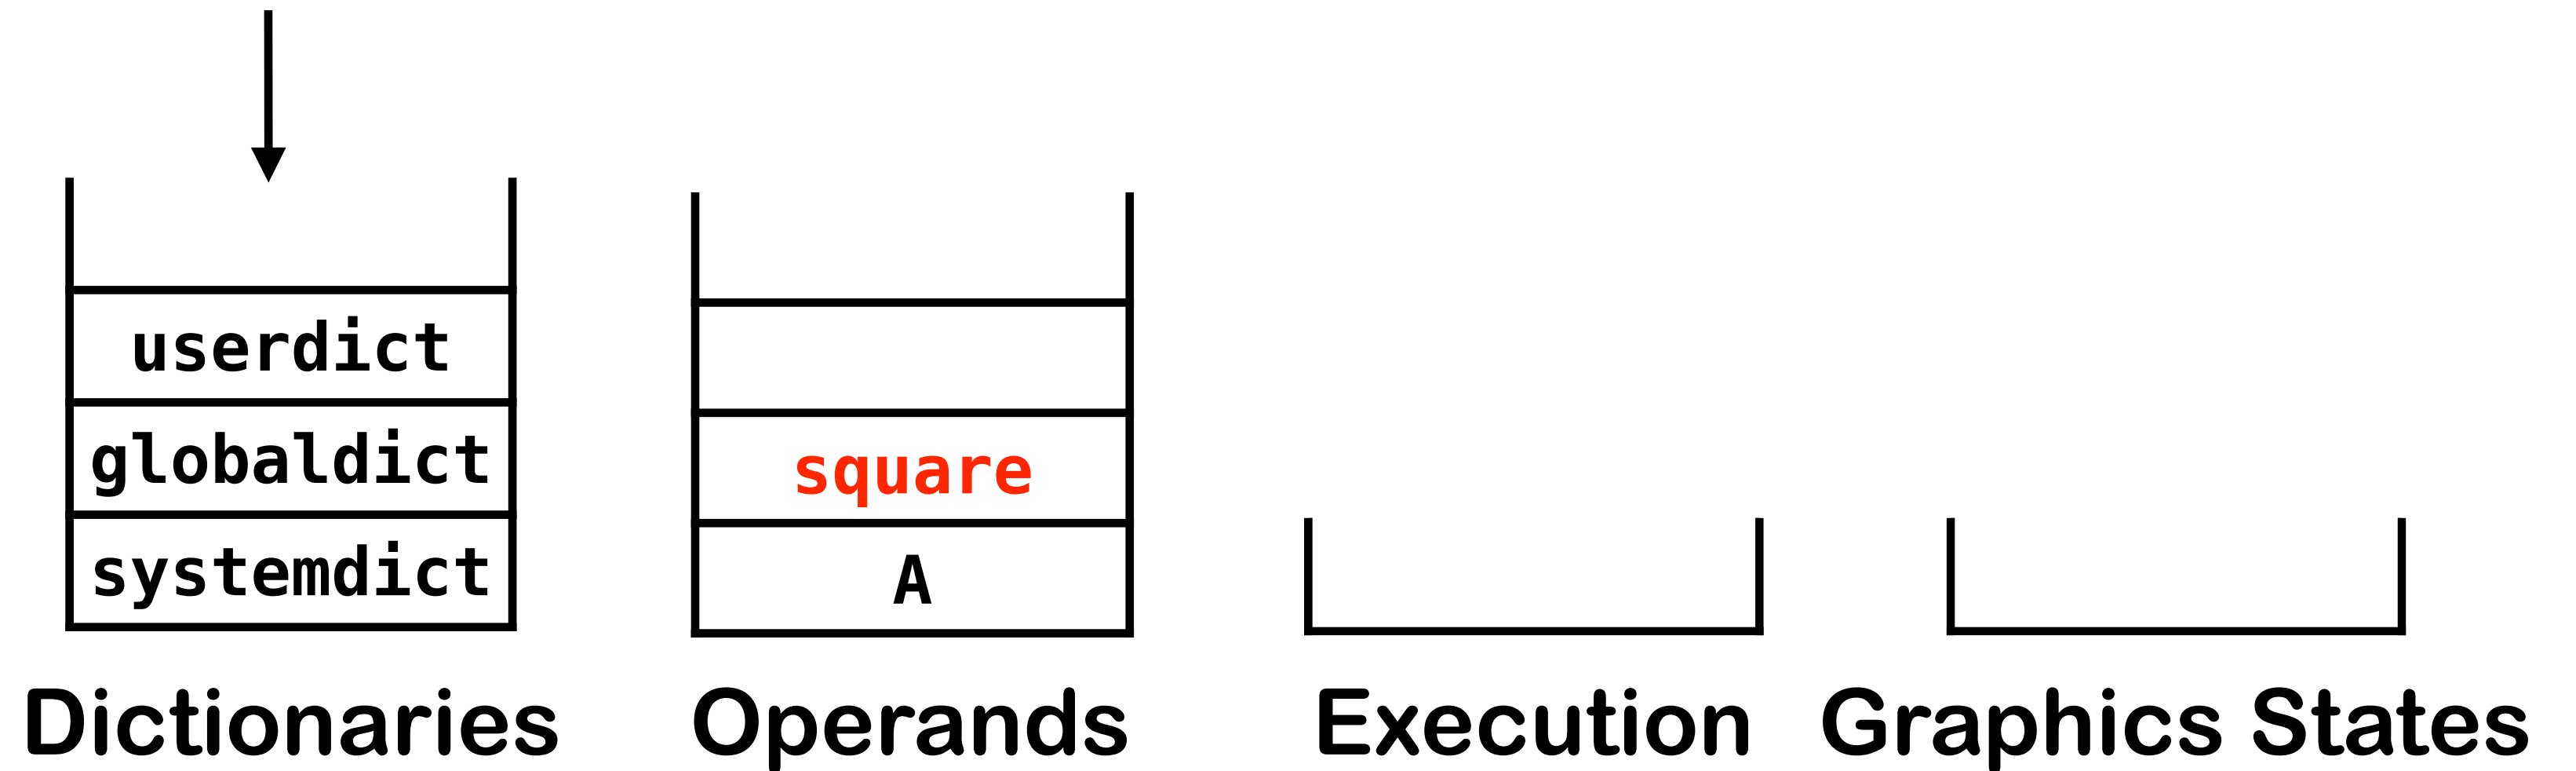 userdict
globaldict
systemdict
square
A
Dictionaries
Operands
Execution
Graphics States